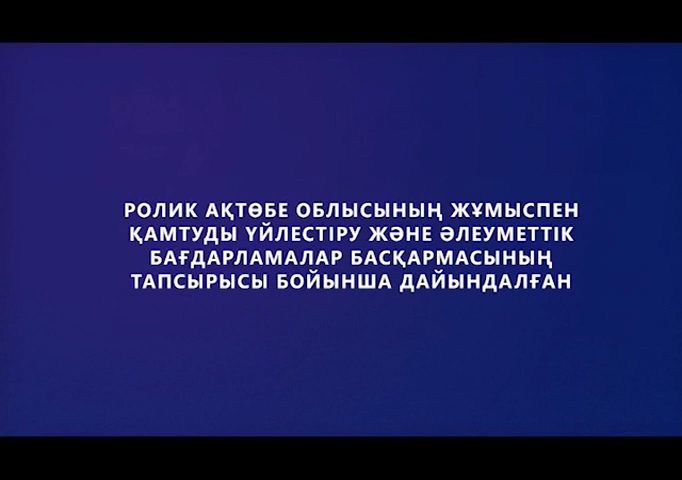 РОЛИК АҚТӨБЕ ОБЛЫСЫНЫҢ ЖҰМЫСПЕН
ҚАМТУДЫ ҮЙЛЕСТІРУ ЖӘНЕ ӘЛЕУМЕТТІК
БАҒДАРЛАМАЛАР БАСҚАРМАСЫНЫҢ
ТАПСЫРЫСЫ БОЙЫНША ДАЙЫНДАЛҒАН